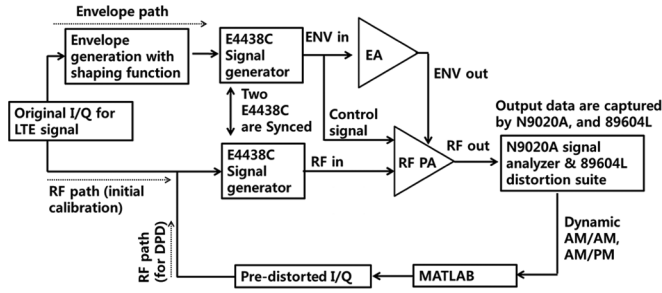 Envelope path
Envelope
generation with
shaping function
E4438C
Signal
generator
ENV in
EA
ENV out
Two
E4438C
are Synced
Control
signal
Original I/Q for
LTE signal
Output data are captured
by N9020A, and 89604L
E4438C
Signal
generator
RF in
RF PA
RF out
N9020A signal
analyzer & 89604L
distortion suite
RF path (initial
calibration)
RF path
(for DPD)
Dynamic
AM/AM,
AM/PM
Pre-distorted I/Q
MATLAB